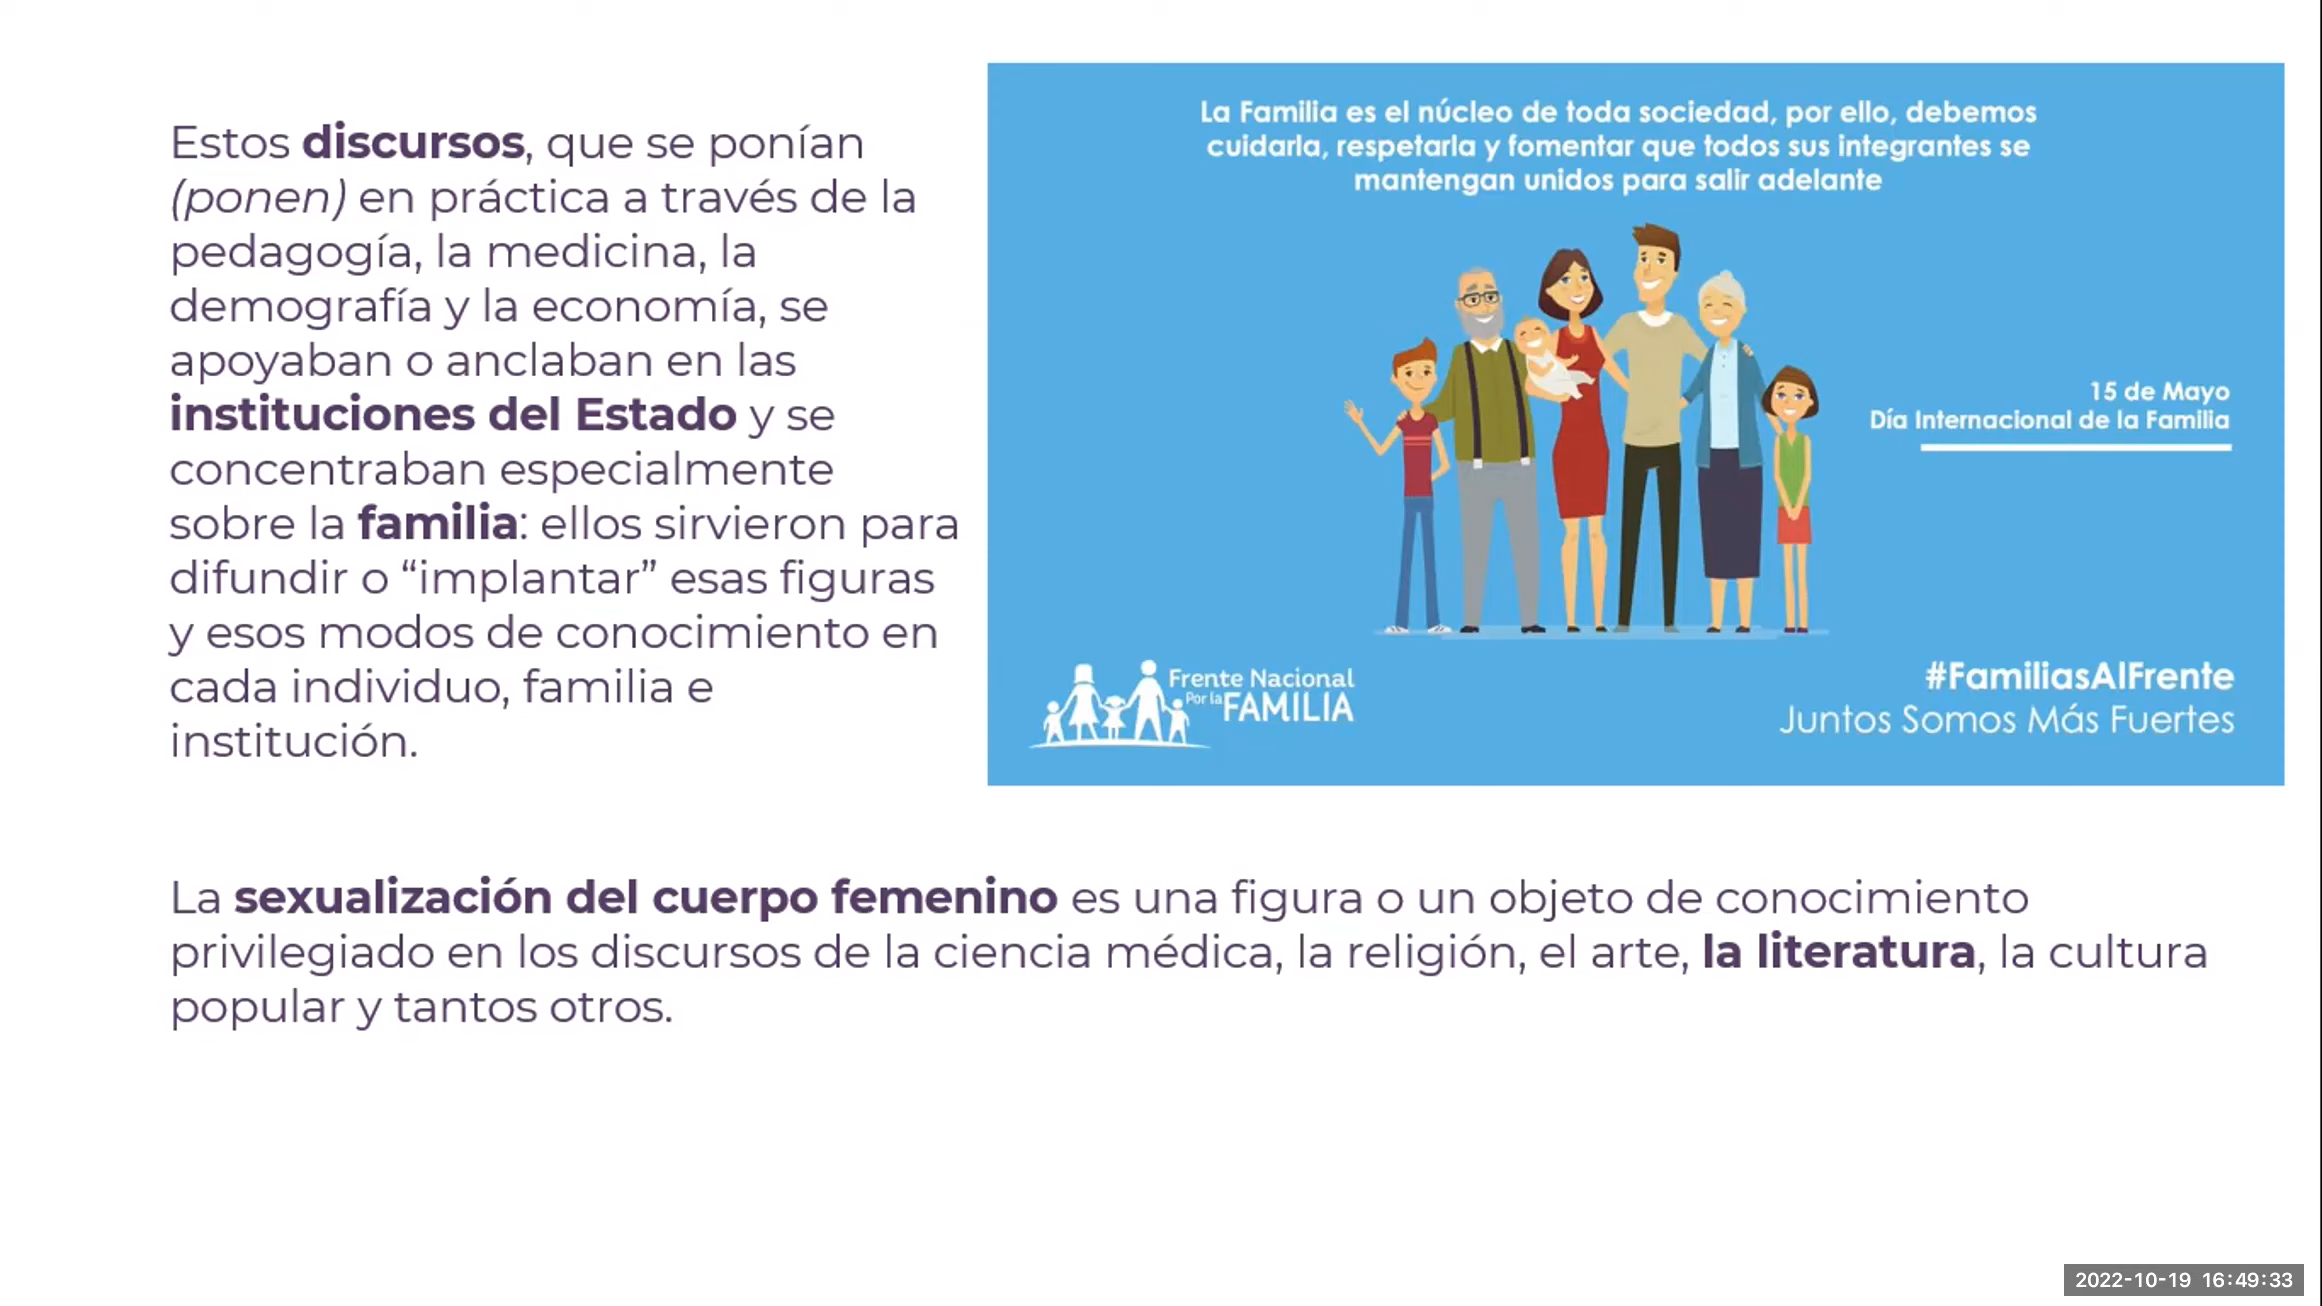 Estos discursos, que se ponían
(ponen) en práctica a través de la
pedagogía, la medicina, la
demografía y la economía, se
apoyaban o anclaban en las
instituciones del Estado y se
concentraban especialmente
sobre la familia: ellos sirvieron para
difundir o “implantar” esas figuras
y esos modos de conocimiento en
cada individuo, familia e
institución.
La Familia es el núcleo de toda sociedad, por ello, debemos
cuidarla, respetarla y fomentar que todos sus integrantes se
mantengan unidos para salir adelante
15 de Mayo
Día Internacional de la Familia
Frente Nacional
Por la FAMILIA
#FamiliasAlFrente
Juntos Somos Más Fuertes
La sexualización del cuerpo femenino es una figura o un objeto de conocimiento
privilegiado en los discursos de la ciencia médica, la religión, el arte, la literatura, la cultura
popular y tantos otros.
2022-10-19 16:49:33